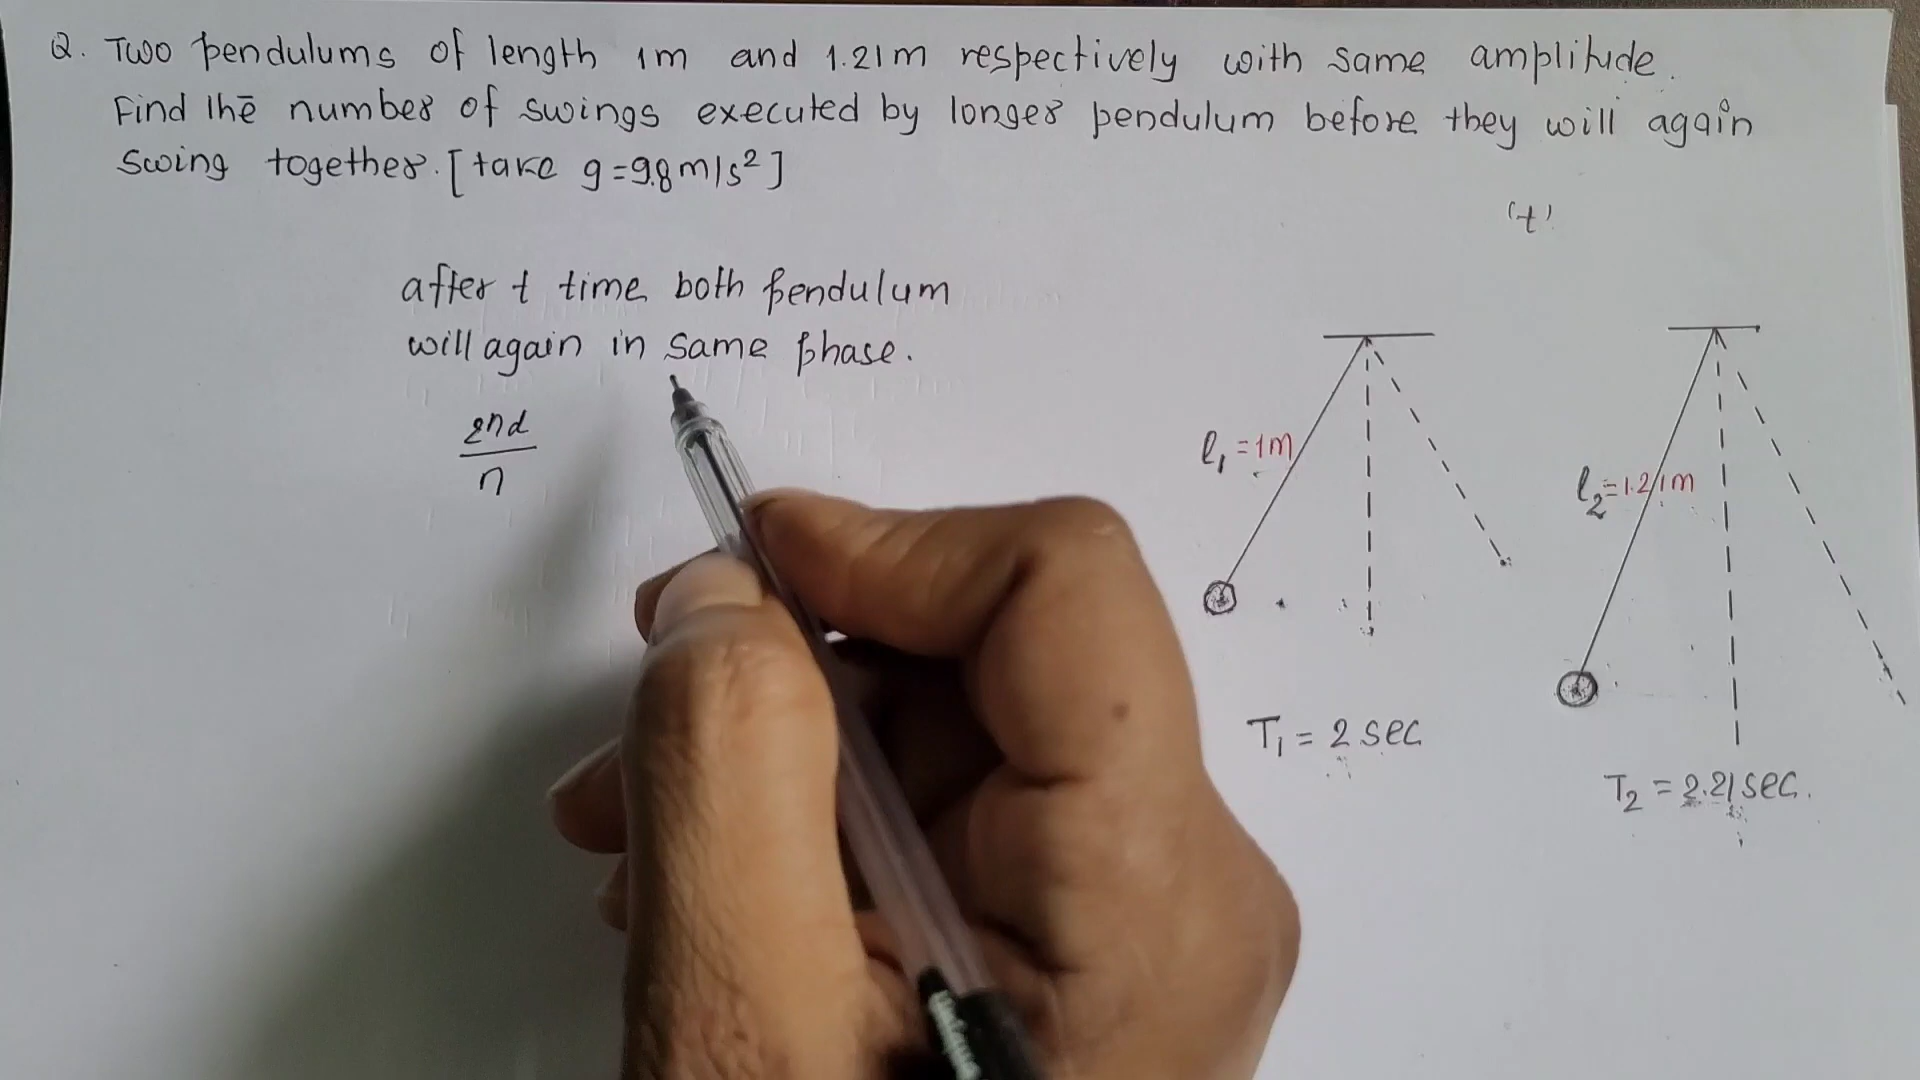 Q. Two pendulums of length 1m and 1.21m respectively with same amplitude.
Find the number of swings executed by longer pendulum before they will again
swing together. [take g=9.8m/s²]
(t)
after t time both pendulum
will again in same phase.
2nd
n
l₁ = 1m
l₂=1.21m
T₁ = 2 sec
T₂ = 2.21sec.